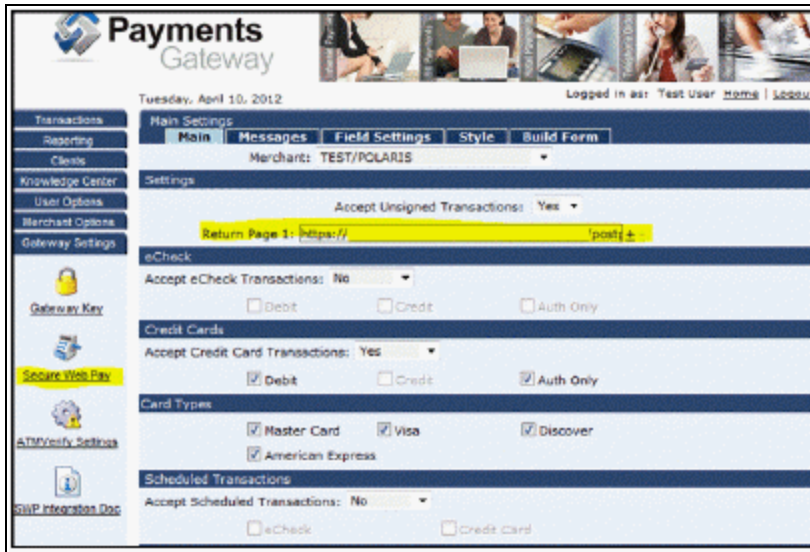 Payments
Gateway
Tuesday, April 10, 2012
Logged in as: Test User Home | Logout
Transactions
Reporting
Clients
Knowledge Center
User Options
Merchant Options
Gateway Settings
Gateway Key
Secure Web Pay
ATMVerify Settings
SWP Integration Doc
Main Settings
Main Messages Field Settings Style Build Form
Merchant: TEST/POLARIS
Settings
Accept Unsigned Transactions: Yes
Return Page 1: https:// + -
eCheck
Accept eCheck Transactions: No
Debit Credit Auth Only
Credit Cards
Accept Credit Card Transactions: Yes
Debit Credit Auth Only
Card Types
Master Card Visa Discover
American Express
Scheduled Transactions
Accept Scheduled Transactions: No
eCheck Credit Card